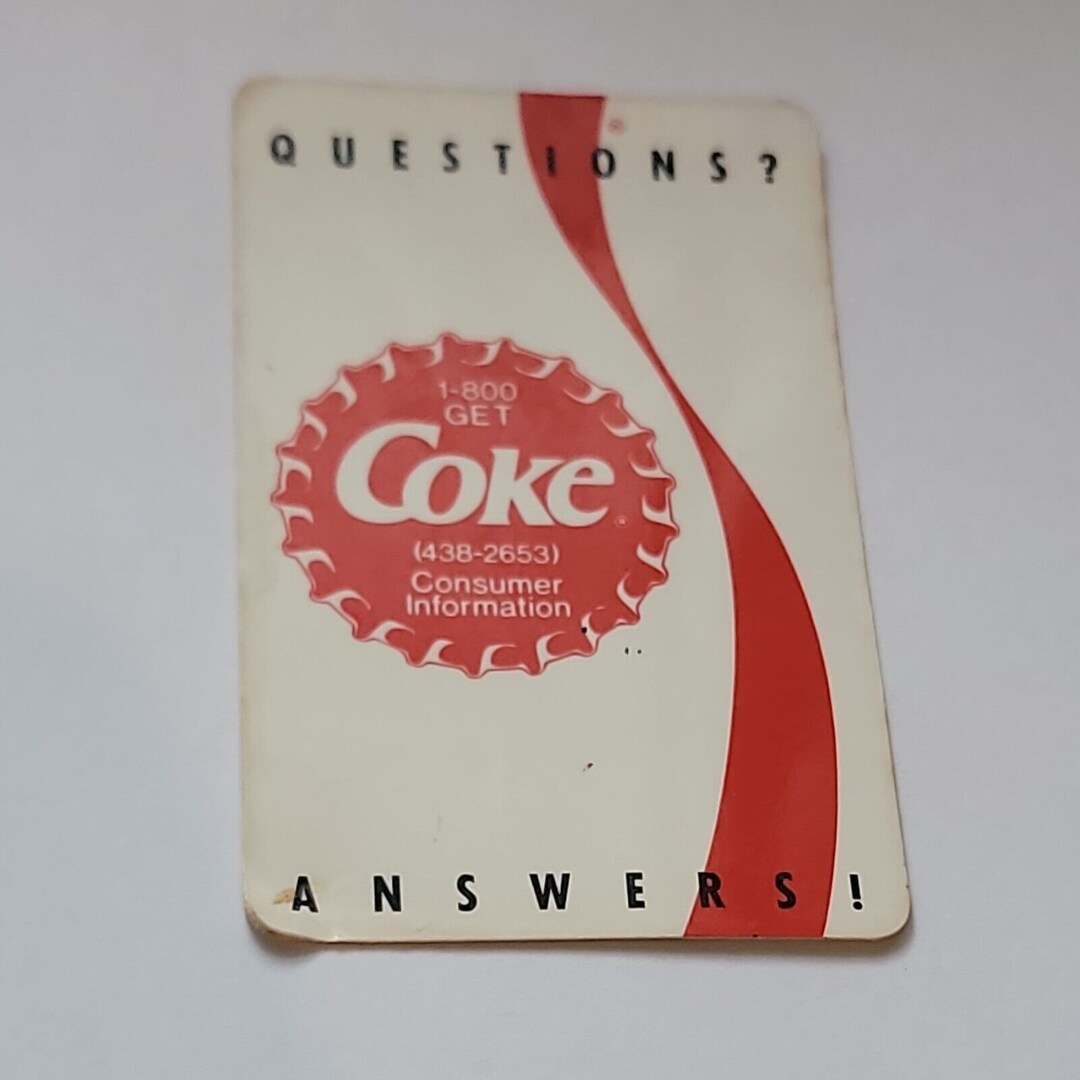 QUESTIONS?
1-800
GET
Coke
(438-2653)
Consumer
Information
ANSWERS!